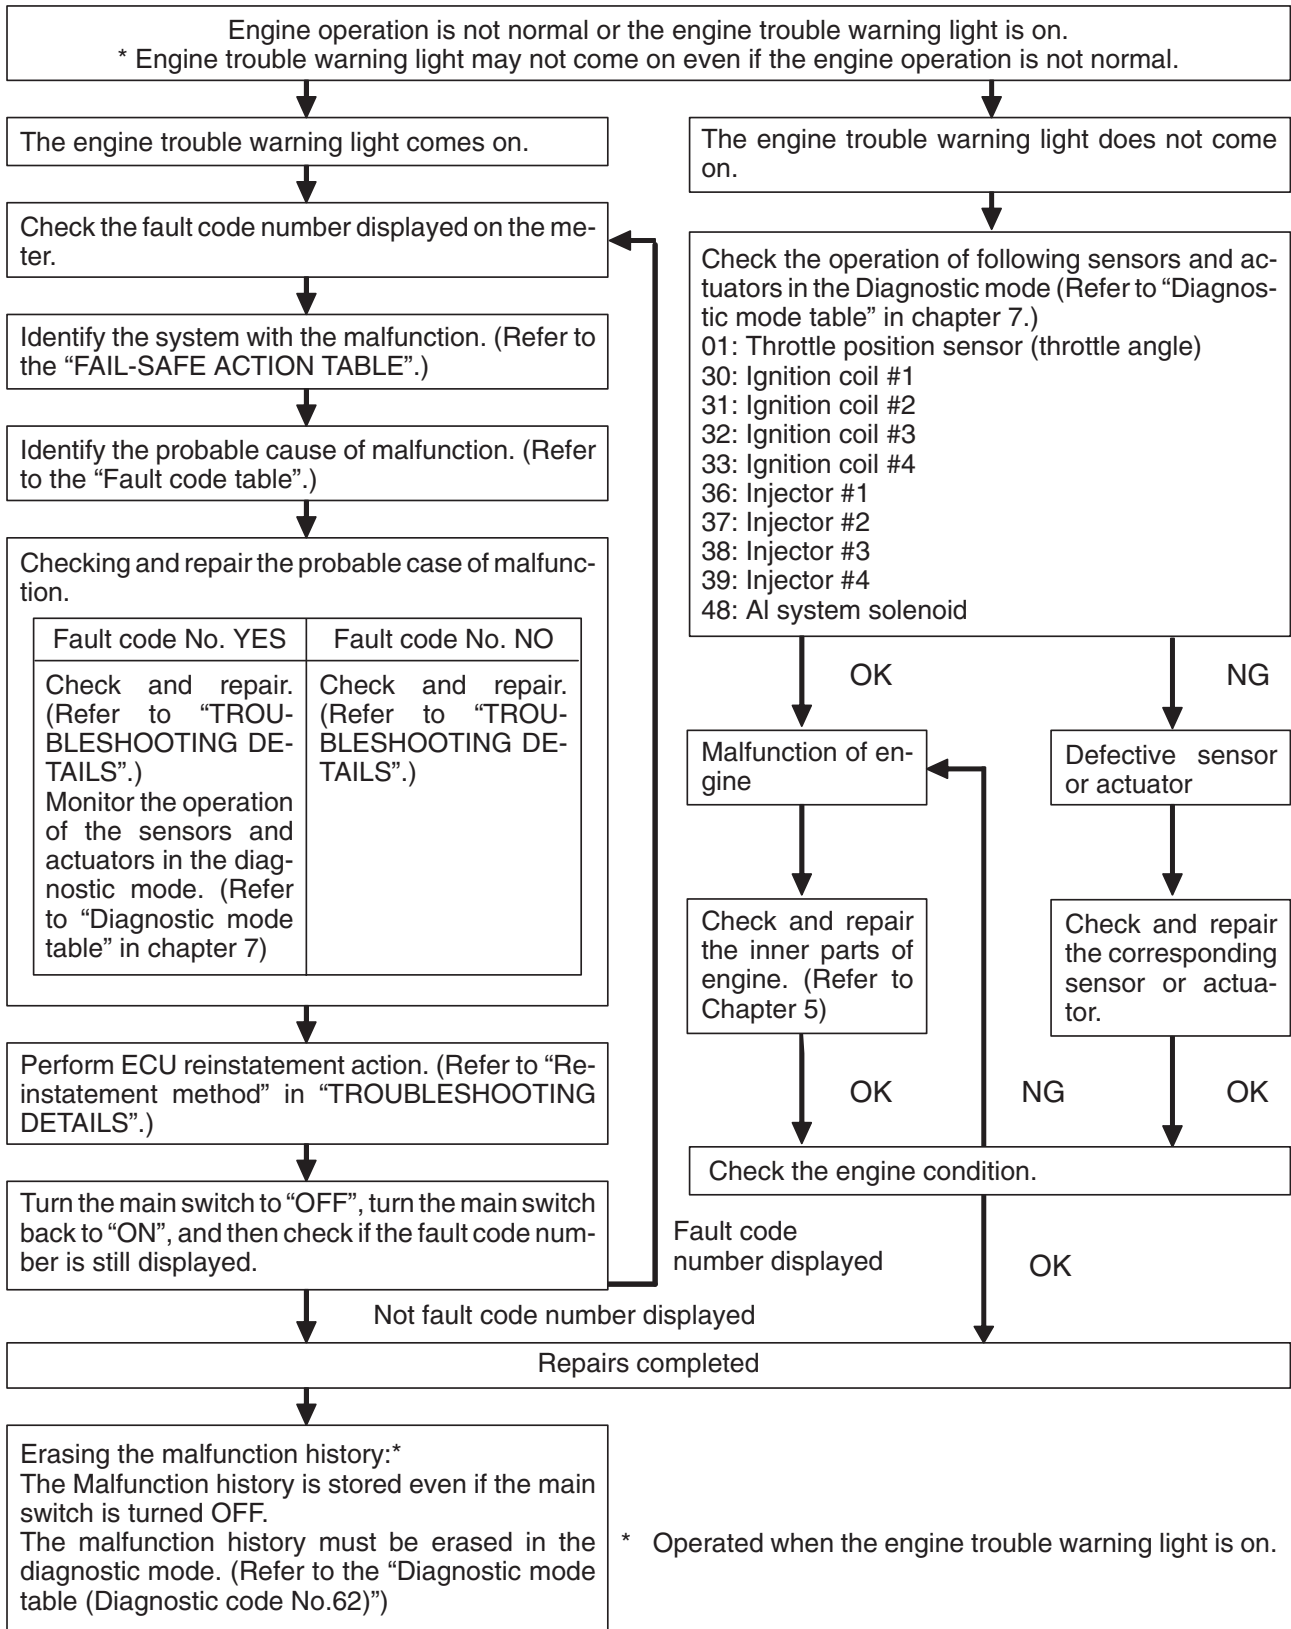 Engine operation is not normal or the engine trouble warning light is on.
* Engine trouble warning light may not come on even if the engine operation is not normal.
The engine trouble warning light comes on.
Check the fault code number displayed on the me-
ter.
Identify the system with the malfunction. (Refer to
the “FAIL-SAFE ACTION TABLE”.)
Identify the probable cause of malfunction. (Refer
to the “Fault code table”.)
Checking and repair the probable case of malfunc-
tion.
Fault code No. YES
Check and repair.
(Refer to “TROU-
BLESHOOTING DE-
TAILS”.)
Monitor the operation
of the sensors and
actuators in the diag-
nostic mode. (Refer
to “Diagnostic mode
table” in chapter 7)
Fault code No. NO
Check and repair.
(Refer to “TROU-
BLESHOOTING DE-
TAILS”.)
Perform ECU reinstatement action. (Refer to “Re-
instatement method” in “TROUBLESHOOTING
DETAILS”.)
Turn the main switch to “OFF”, turn the main switch
back to “ON”, and then check if the fault code num-
ber is still displayed.
Fault code
number displayed
Not fault code number displayed
The engine trouble warning light does not come
on.
Check the operation of following sensors and ac-
tuators in the Diagnostic mode (Refer to “Diagnos-
tic mode table” in chapter 7.)
01: Throttle position sensor (throttle angle)
30: Ignition coil #1
31: Ignition coil #2
32: Ignition coil #3
33: Ignition coil #4
36: Injector #1
37: Injector #2
38: Injector #3
39: Injector #4
48: AI system solenoid
OK
NG
Malfunction of en-
gine
Defective sensor
or actuator
Check and repair
the inner parts of
engine. (Refer to
Chapter 5)
Check and repair
the corresponding
sensor or actua-
tor.
OK
NG
OK
Check the engine condition.
OK
Repairs completed
Erasing the malfunction history:*
The Malfunction history is stored even if the main
switch is turned OFF.
The malfunction history must be erased in the
diagnostic mode. (Refer to the “Diagnostic mode
table (Diagnostic code No.62)”)
* Operated when the engine trouble warning light is on.